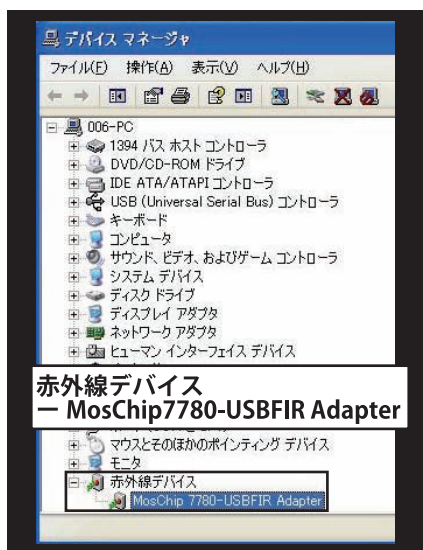 デバイス マネージャ
ファイル(F) 操作(A) 表示(V) ヘルプ(H)
006-PC
1394 バス ホスト コントローラ
DVD/CD-ROM ドライブ
IDE ATA/ATAPI コントローラ
USB (Universal Serial Bus) コントローラ
キーボード
コンピュータ
サウンド、ビデオ、およびゲーム コントローラ
システム デバイス
ディスク ドライブ
ディスプレイ アダプタ
ネットワーク アダプタ
ヒューマン インターフェイス デバイス
赤外線デバイス
ー MosChip7780-USBFIR Adapter
マウスとそのほかのポインティング デバイス
モニタ
赤外線デバイス
MosChip 7780-USBFIR Adapter